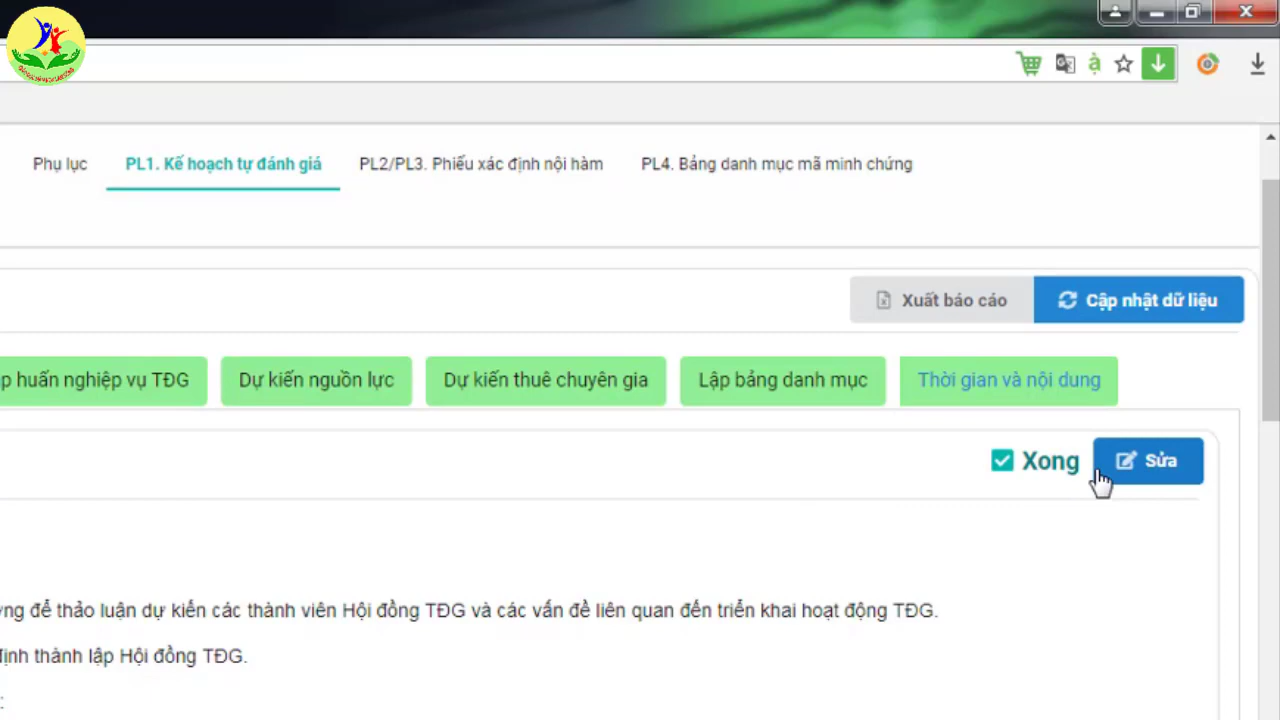 Phụ lục PL1. Kế hoạch tự đánh giá PL2/PL3. Phiếu xác định nội hàm PL4. Bảng danh mục mã minh chứng
Xuất báo cáo Cập nhật dữ liệu
p huấn nghiệp vụ TĐG Dự kiến nguồn lực Dự kiến thuê chuyên gia Lập bảng danh mục Thời gian và nội dung
Xong Sửa
ờng để thảo luận dự kiến các thành viên Hội đồng TĐG và các vấn đề liên quan đến triển khai hoạt động TĐG.
định thành lập Hội đồng TĐG.
: